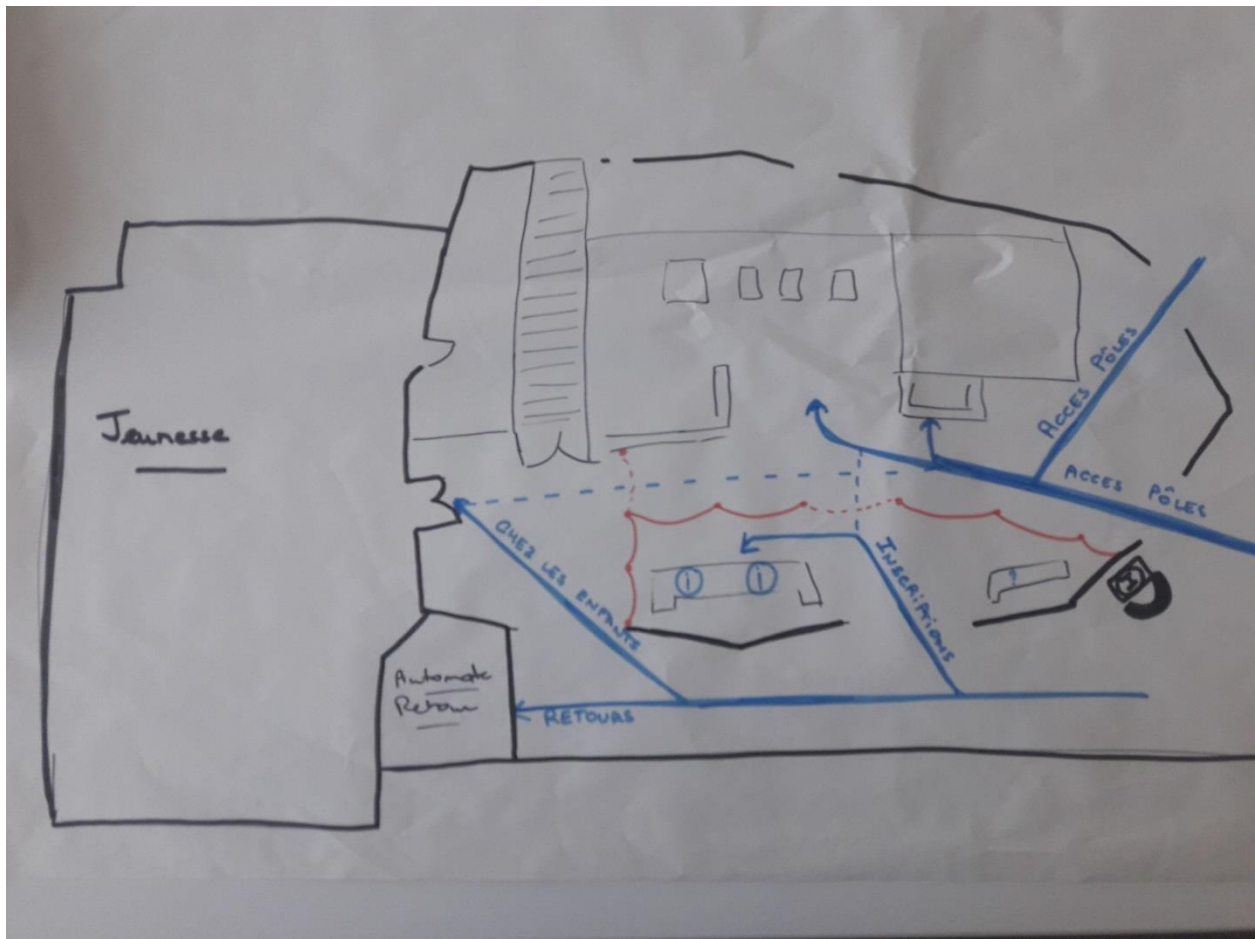 Jeunesse
ACCES PÔLES
ACCES PÔLES
CHEZ LES ENFANTS
INSCRIPTIONS
i
i
Automate
Retour
RETOURS